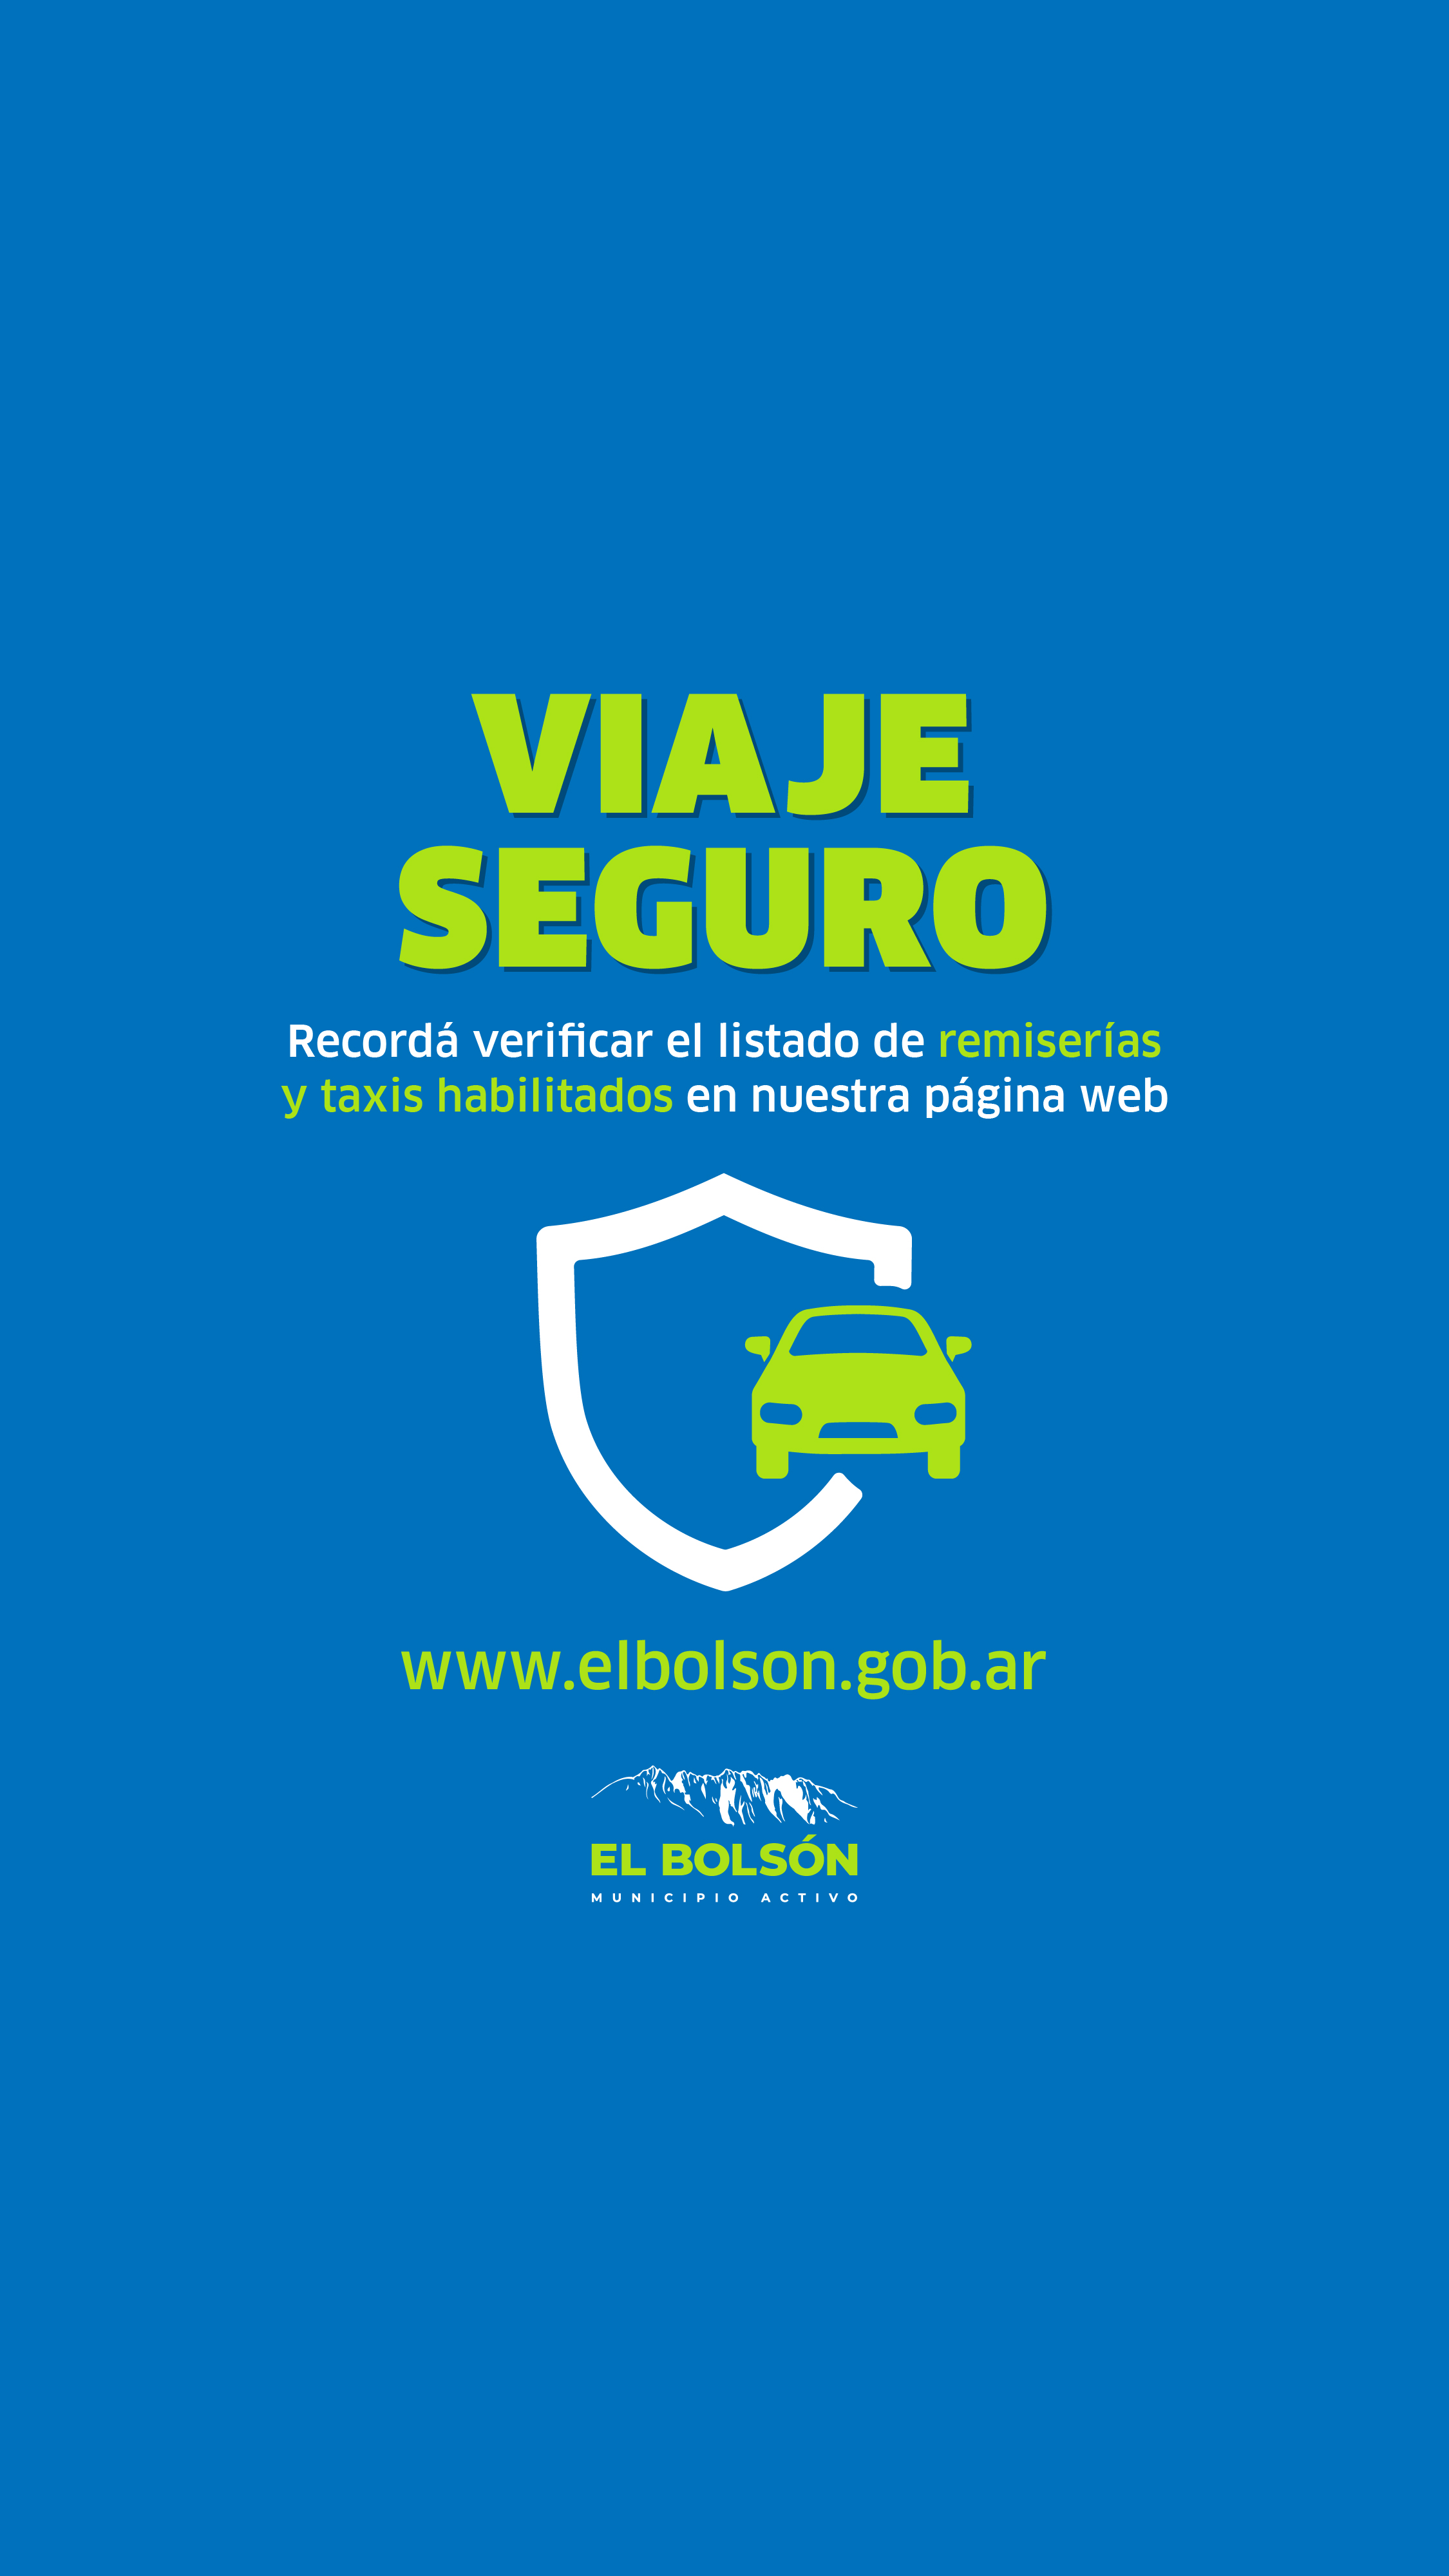 VIAJE
SEGURO
Recordá verificar el listado de remiserías
y taxis habilitados en nuestra página web
www.elbolson.gob.ar
EL BOLSÓN
MUNICIPIO ACTIVO